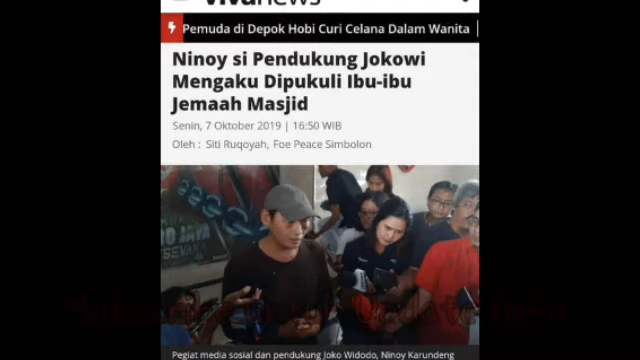 vivanews
Pemuda di Depok Hobi Curi Celana Dalam Wanita
Ninoy si Pendukung Jokowi
Mengaku Dipukuli Ibu-ibu
Jemaah Masjid
Senin, 7 Oktober 2019 | 16:50 WIB
Oleh : Siti Ruqoyah, Foe Peace Simbolon
Pegiat media sosial dan pendukung Joko Widodo, Ninoy Karundeng